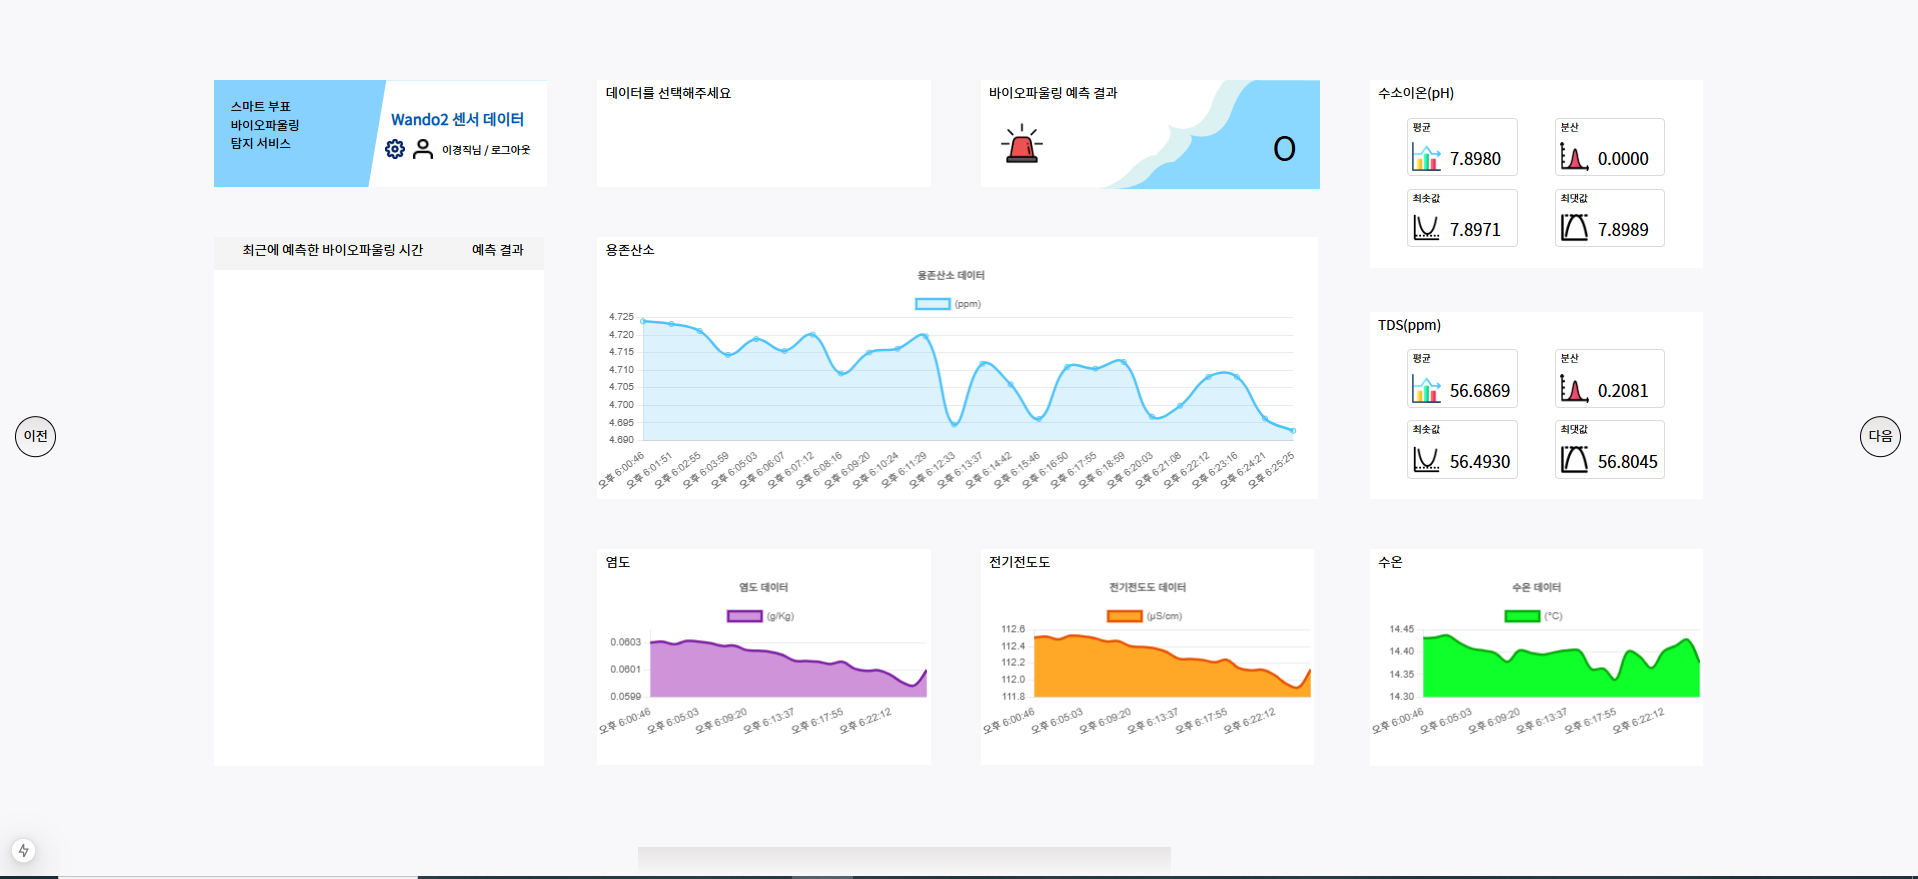 스마트 부표
바이오파울링
탐지 서비스
Wando2 센서 데이터
이경직님 / 로그아웃
데이터를 선택해주세요
바이오파울링 예측 결과
0
수소이온(pH)
평균
7.8980
분산
0.0000
최솟값
7.8971
최댓값
7.8989
최근에 예측한 바이오파울링 시간 예측 결과
용존산소
용존산소 데이터
(ppm)
4.725
4.720
4.715
4.710
4.705
4.700
4.695
4.690
오후 6:00:46
오후 6:01:51
오후 6:02:55
오후 6:03:59
오후 6:05:03
오후 6:06:07
오후 6:07:12
오후 6:08:16
오후 6:09:20
오후 6:10:24
오후 6:11:29
오후 6:12:33
오후 6:13:37
오후 6:14:42
오후 6:15:46
오후 6:16:50
오후 6:17:55
오후 6:18:59
오후 6:20:03
오후 6:21:08
오후 6:22:12
오후 6:23:16
오후 6:24:21
오후 6:25:25
TDS(ppm)
평균
56.6869
분산
0.2081
최솟값
56.4930
최댓값
56.8045
이전
다음
염도
염도 데이터
(g/Kg)
0.0603
0.0601
0.0599
오후 6:00:46
오후 6:05:03
오후 6:09:20
오후 6:13:37
오후 6:17:55
오후 6:22:12
전기전도도
전기전도도 데이터
(μS/cm)
112.6
112.4
112.2
112.0
111.8
오후 6:00:46
오후 6:05:03
오후 6:09:20
오후 6:13:37
오후 6:17:55
오후 6:22:12
수온
수온 데이터
(°C)
14.45
14.40
14.35
14.30
오후 6:00:46
오후 6:05:03
오후 6:09:20
오후 6:13:37
오후 6:17:55
오후 6:22:12